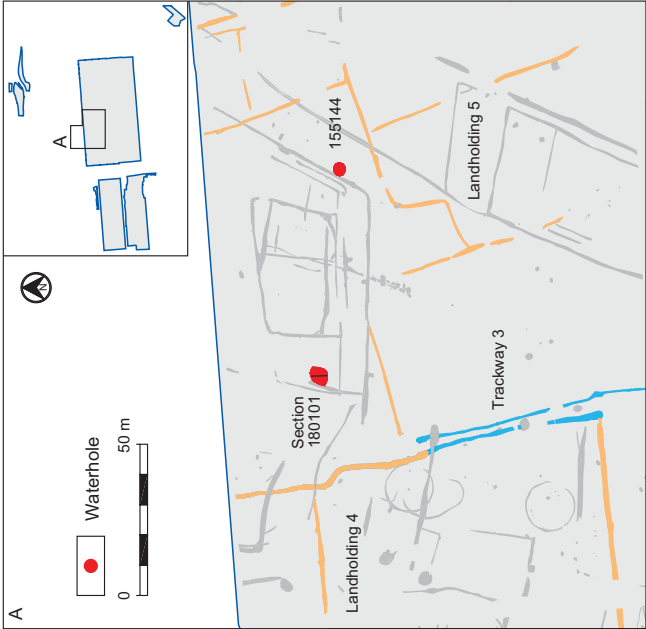 A
Waterhole
0
50 m
N
A
Section
180101
155144
Landholding 4
Trackway 3
Landholding 5